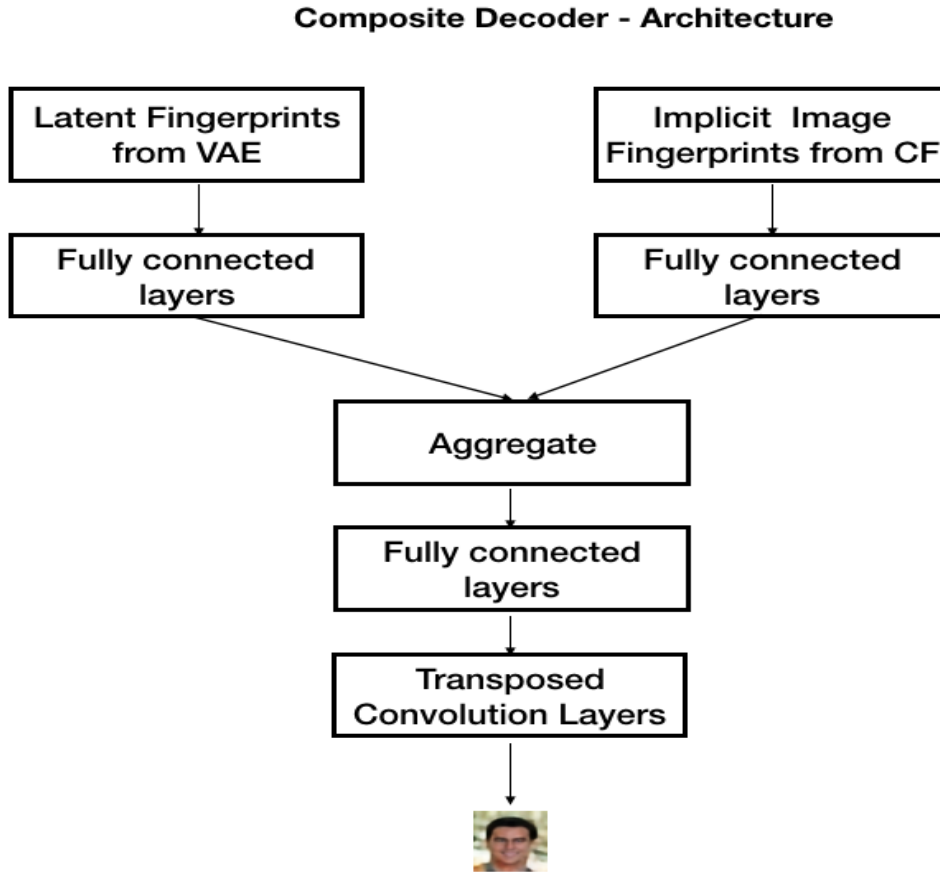 Composite Decoder - Architecture
Latent Fingerprints
from VAE
Implicit Image
Fingerprints from CF
Fully connected
layers
Fully connected
layers
Aggregate
Fully connected
layers
Transposed
Convolution Layers